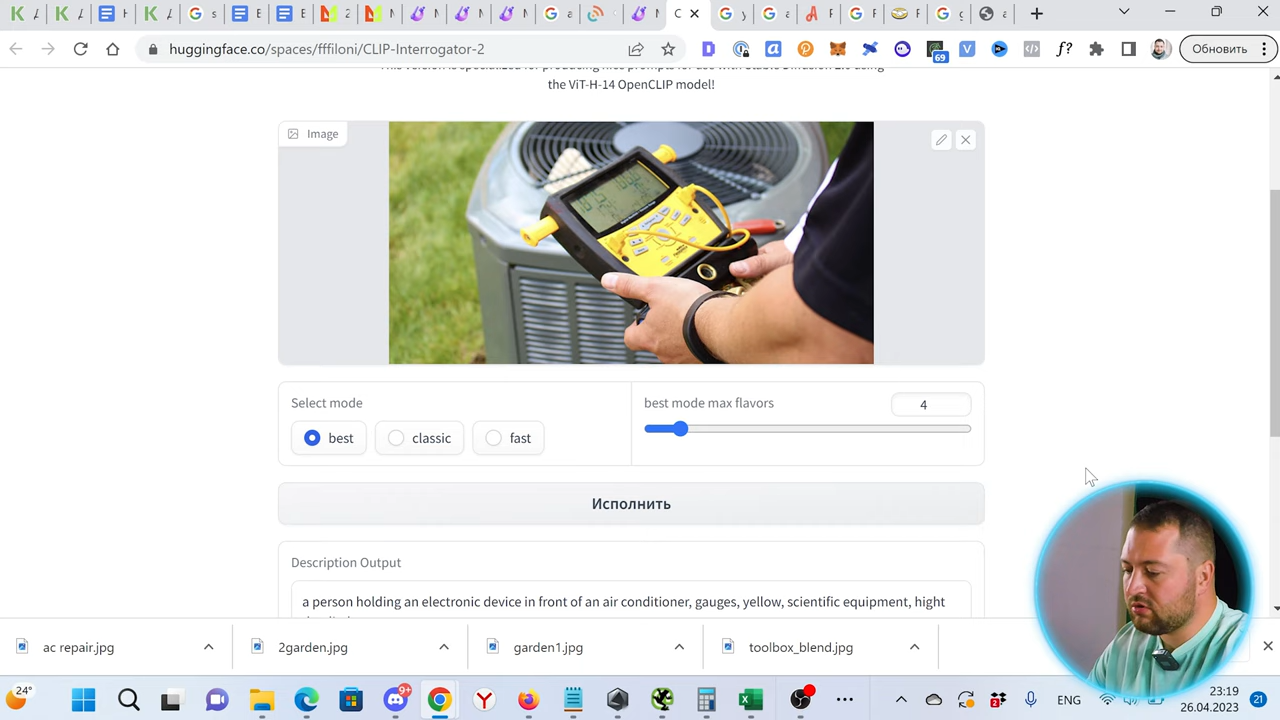 huggingface.co/spaces/fffiloni/CLIP-Interrogator-2
69
Обновить
the ViT-H-14 OpenCLIP model!
Image
Select mode
best mode max flavors
4
best
classic
fast
Исполнить
Description Output
a person holding an electronic device in front of an air conditioner, gauges, yellow, scientific equipment, hight
ac repair.jpg
2garden.jpg
garden1.jpg
toolbox_blend.jpg
24°
9+
2
ENG
23:19
26.04.2023
21